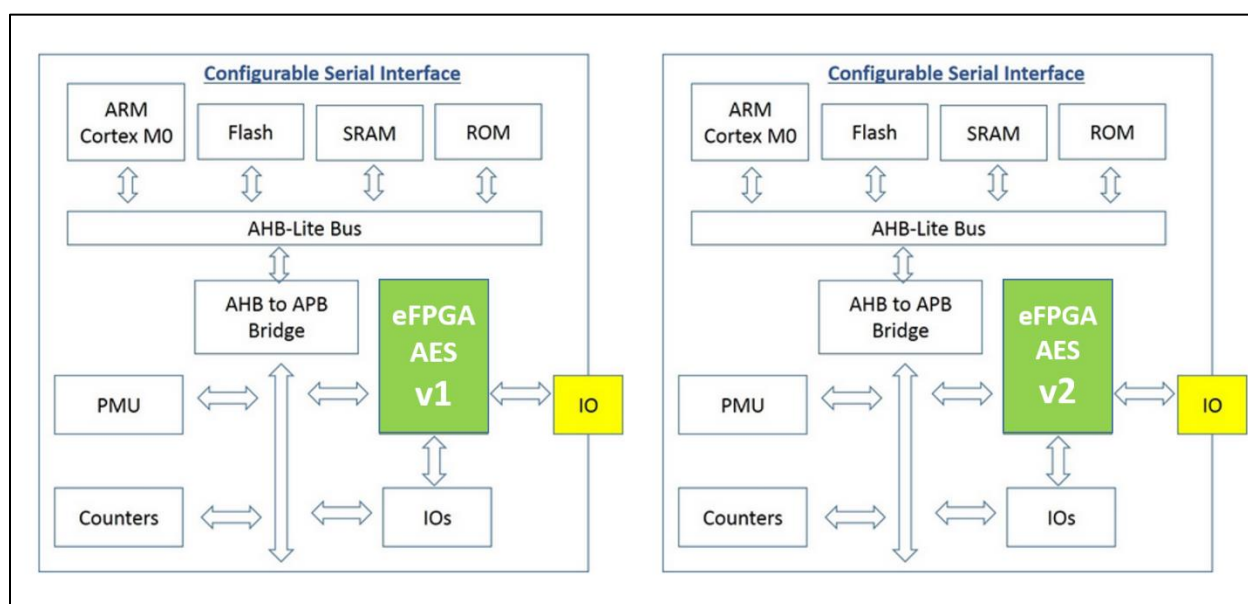 Configurable Serial Interface
ARM
Cortex M0
Flash
SRAM
ROM
AHB-Lite Bus
AHB to APB
Bridge
eFPGA
AES
v1
PMU
IO
Counters
IOs
Configurable Serial Interface
ARM
Cortex M0
Flash
SRAM
ROM
AHB-Lite Bus
AHB to APB
Bridge
eFPGA
AES
v2
PMU
IO
Counters
IOs